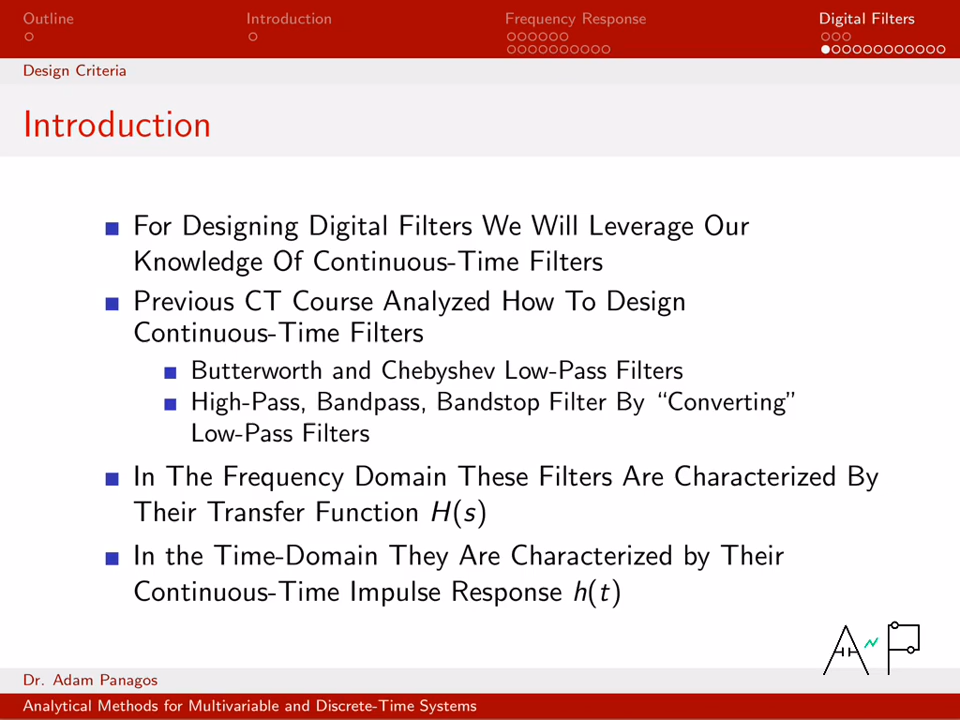 Outline
Introduction
Frequency Response
Digital Filters
Design Criteria
Introduction
For Designing Digital Filters We Will Leverage Our
Knowledge Of Continuous-Time Filters
Previous CT Course Analyzed How To Design
Continuous-Time Filters
Butterworth and Chebyshev Low-Pass Filters
High-Pass, Bandpass, Bandstop Filter By “Converting”
Low-Pass Filters
In The Frequency Domain These Filters Are Characterized By
Their Transfer Function H(s)
In the Time-Domain They Are Characterized by Their
Continuous-Time Impulse Response h(t)
A P
Dr. Adam Panagos
Analytical Methods for Multivariable and Discrete-Time Systems